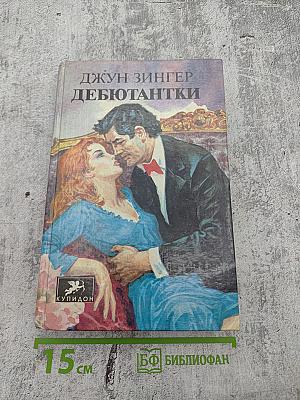 ДЖУН ЗИНГЕР
ДЕБЮТАНТКИ
КУПИДОН
15 см
БФ БИБЛИОФАН